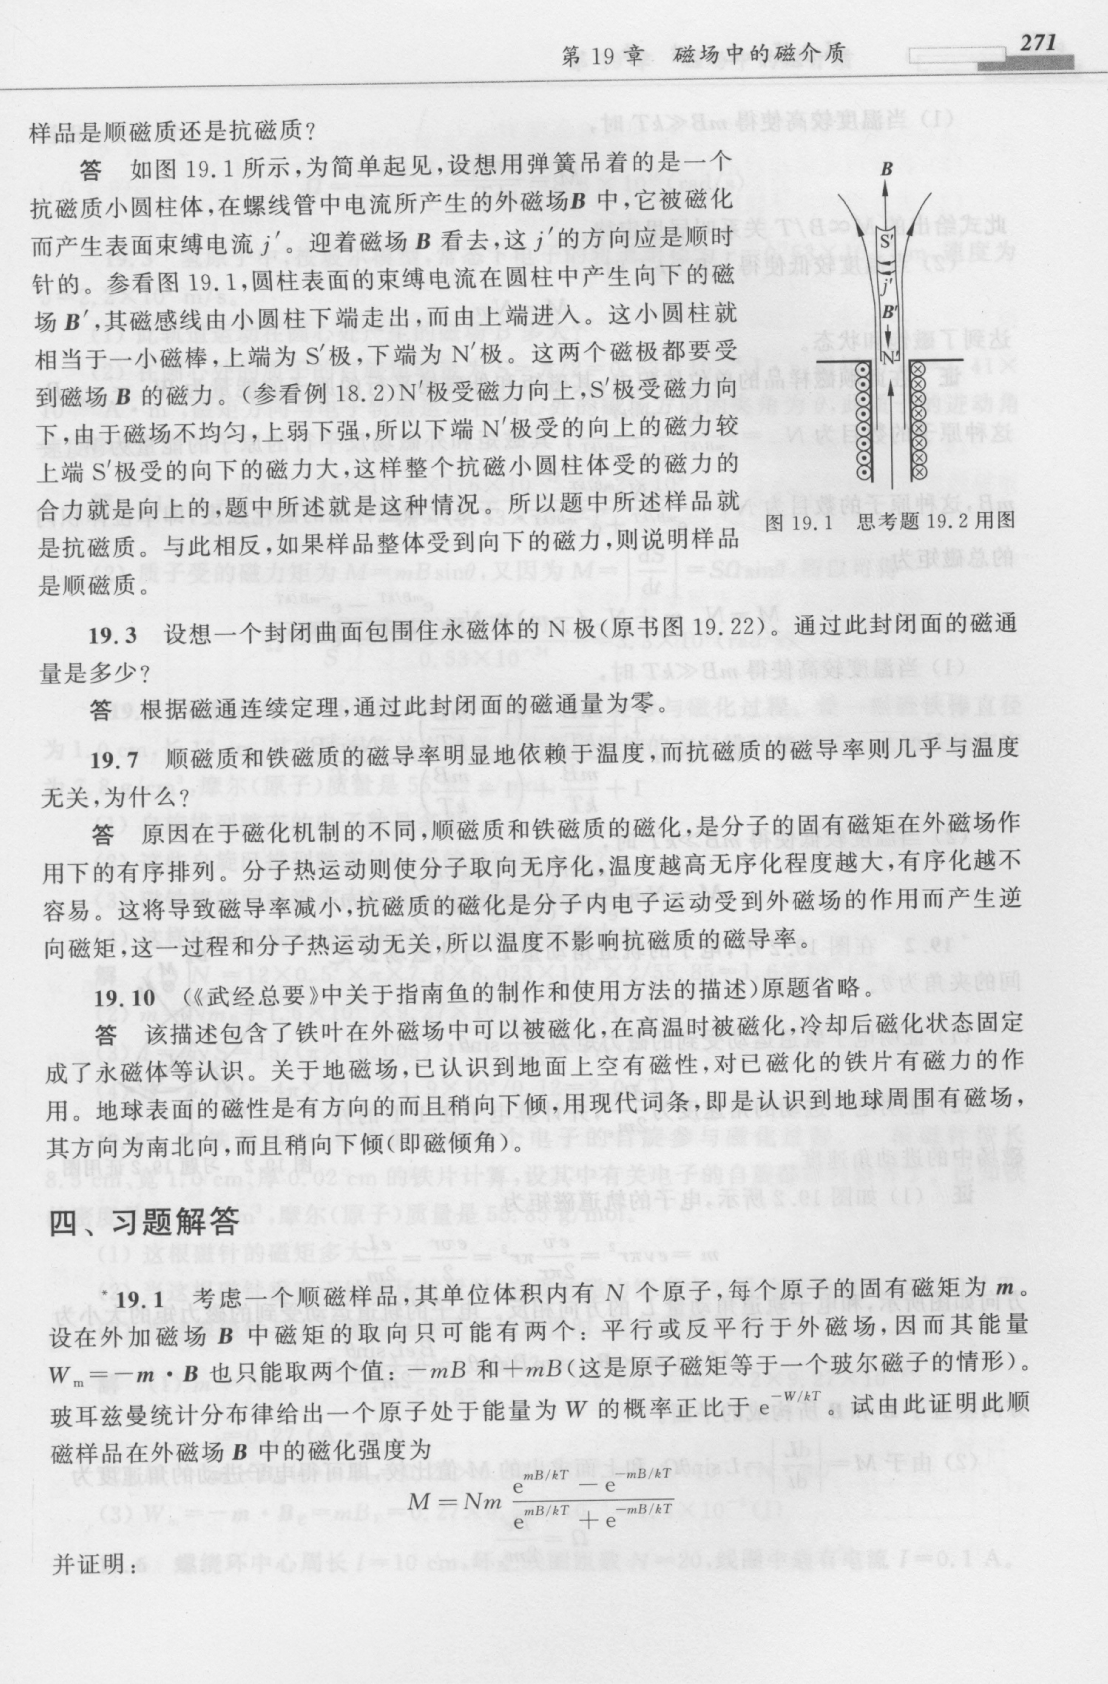 第 19 章　磁场中的磁介质
271
样品是顺磁质还是抗磁质?
答　如图 19.1 所示,为简单起见,设想用弹簧吊着的是一个
抗磁质小圆柱体,在螺线管中电流所产生的外磁场B 中,它被磁化
而产生表面束缚电流 j′。迎着磁场 B 看去,这 j′的方向应是顺时
针的。参看图 19.1,圆柱表面的束缚电流在圆柱中产生向下的磁
场 B′,其磁感线由小圆柱下端走出,而由上端进入。这小圆柱就
相当于一小磁棒,上端为 S′极,下端为 N′极。这两个磁极都要受
到磁场 B 的磁力。(参看例 18.2)N′极受磁力向上,S′极受磁力向
下,由于磁场不均匀,上弱下强,所以下端 N′极受的向上的磁力较
上端 S′极受的向下的磁力大,这样整个抗磁小圆柱体受的磁力的
合力就是向上的,题中所述就是这种情况。所以题中所述样品就
是抗磁质。与此相反,如果样品整体受到向下的磁力,则说明样品
是顺磁质。
B
S′
j′
B′
N′
图 19.1　思考题 19.2 用图
19.3　设想一个封闭曲面包围住永磁体的 N 极(原书图 19.22)。通过此封闭面的磁通
量是多少?
答　根据磁通连续定理,通过此封闭面的磁通量为零。
19.7　顺磁质和铁磁质的磁导率明显地依赖于温度,而抗磁质的磁导率则几乎与温度
无关,为什么?
答　原因在于磁化机制的不同,顺磁质和铁磁质的磁化,是分子的固有磁矩在外磁场作
用下的有序排列。分子热运动则使分子取向无序化,温度越高无序化程度越大,有序化越不
容易。这将导致磁导率减小,抗磁质的磁化是分子内电子运动受到外磁场的作用而产生逆
向磁矩,这一过程和分子热运动无关,所以温度不影响抗磁质的磁导率。
19.10　(《武经总要》中关于指南鱼的制作和使用方法的描述)原题省略。
答　该描述包含了铁叶在外磁场中可以被磁化,在高温时被磁化,冷却后磁化状态固定
成了永磁体等认识。关于地磁场,已认识到地面上空有磁性,对已磁化的铁片有磁力的作
用。地球表面的磁性是有方向的而且稍向下倾,用现代词条,即是认识到地球周围有磁场,
其方向为南北向,而且稍向下倾(即磁倾角)。
四、习题解答
*19.1　考虑一个顺磁样品,其单位体积内有 N 个原子,每个原子的固有磁矩为 m。
设在外加磁场 B 中磁矩的取向只可能有两个：平行或反平行于外磁场,因而其能量
Wₘ=−m·B 也只能取两个值：−mB 和+mB(这是原子磁矩等于一个玻尔磁子的情形)。
玻耳兹曼统计分布律给出一个原子处于能量为 W 的概率正比于 e^{−W/kT}。试由此证明此顺
磁样品在外磁场 B 中的磁化强度为
M = Nm (e^{mB/kT} − e^{−mB/kT}) / (e^{mB/kT} + e^{−mB/kT})
并证明：